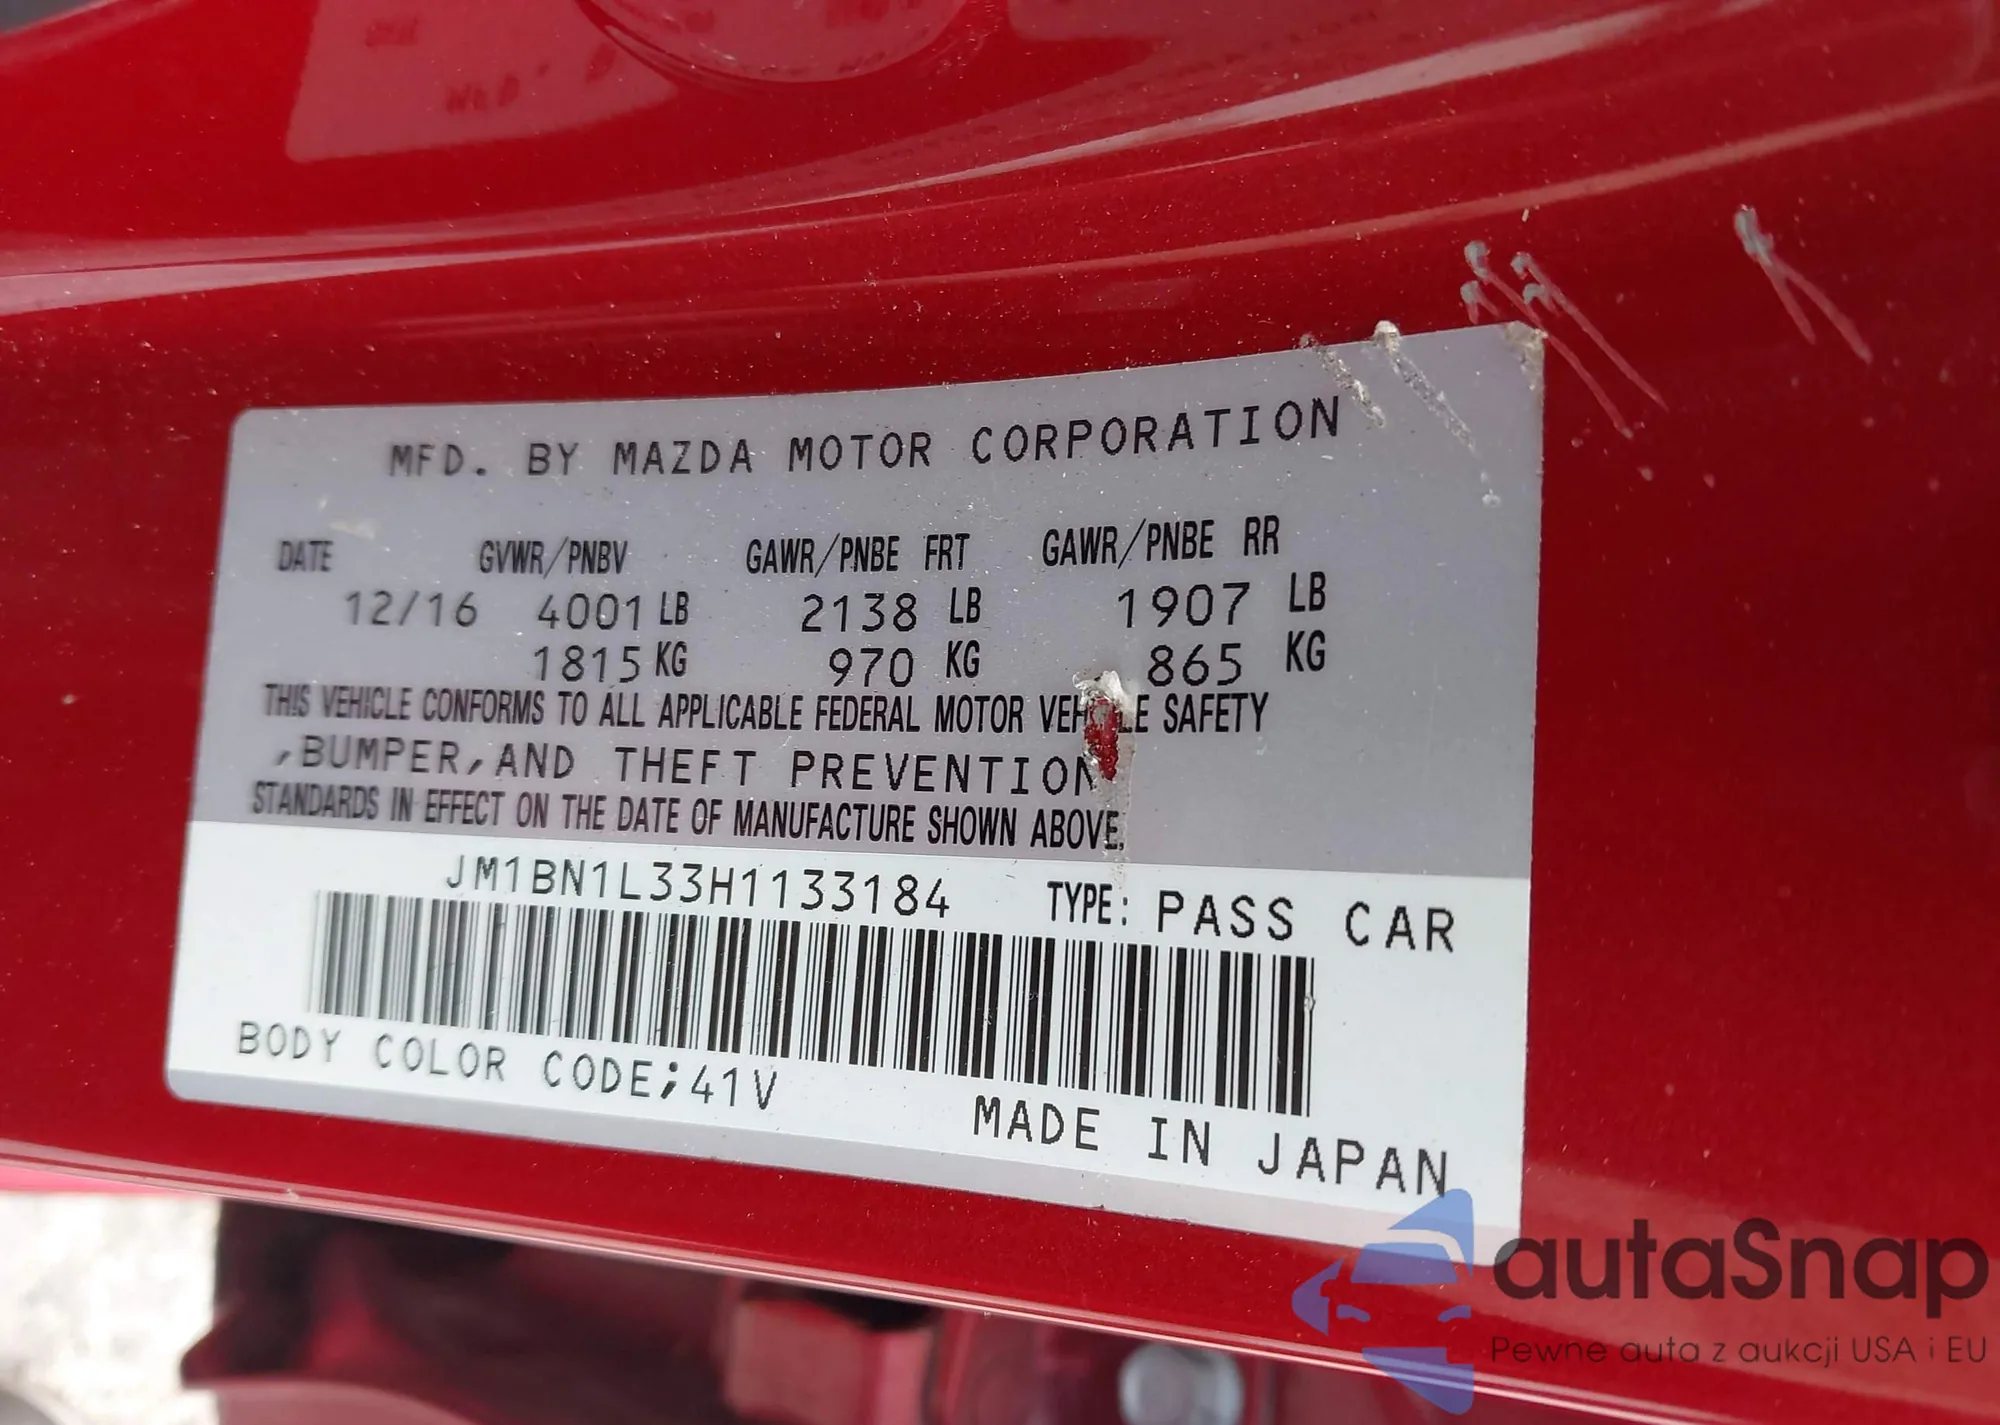 MFD. BY MAZDA MOTOR CORPORATION
DATE GVWR/PNBV GAWR/PNBE FRT GAWR/PNBE RR
12/16 4001 LB 2138 LB 1907 LB
1815 KG 970 KG 865 KG
THIS VEHICLE CONFORMS TO ALL APPLICABLE FEDERAL MOTOR VEHICLE SAFETY
,BUMPER,AND THEFT PREVENTION
STANDARDS IN EFFECT ON THE DATE OF MANUFACTURE SHOWN ABOVE.
JM1BN1L33H1133184 TYPE: PASS CAR
BODY COLOR CODE;41V
MADE IN JAPAN
autaSnap
Pewne auta z aukcji USA i EU